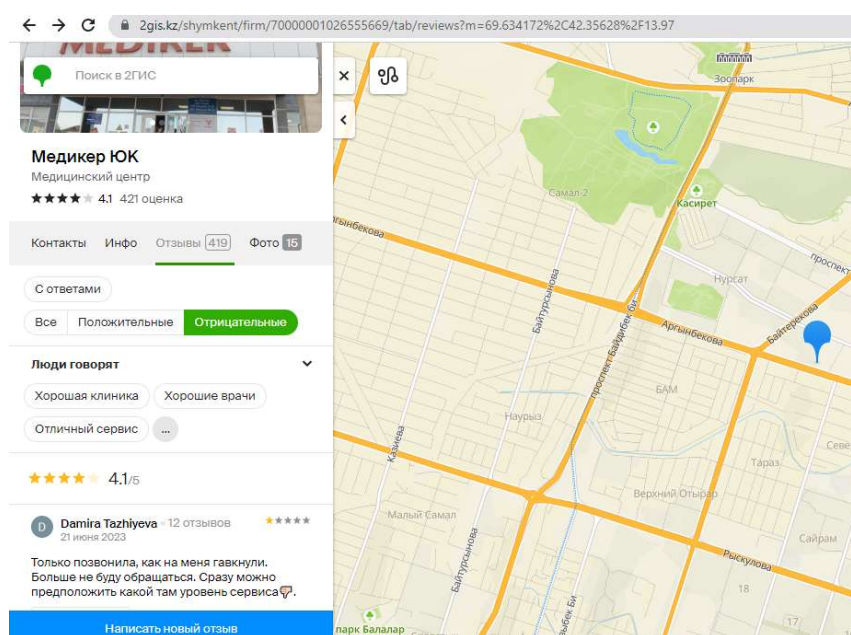 2gis.kz/shymkent/firm/70000001026555669/tab/reviews?m=69.634172%2C42.35628%2F13.97
MEDIKER
Поиск в 2ГИС
Медикер ЮК
Медицинский центр
4.1 421 оценка
Контакты Инфо Отзывы 419 Фото 15
С ответами
Все Положительные Отрицательные
Люди говорят
Хорошая клиника Хорошие врачи
Отличный сервис ...
4.1/5
D Damira Tazhiyeva - 12 отзывов
21 июня 2023
Только позвонила, как на меня гавкнули.
Больше не буду обращаться. Сразу можно
предположить какой там уровень сервиса👎🏻.
Написать новый отзыв
Зоопарк
Самал-2
Касирет
ргынбекова
проспект
Нурсат
Байтурсынова
Аргынбекова
Байтерекова
проспект Байдибек би
БАМ
Наурыз
Казиева
Севе
Тараз
Верхний Отырар
Малый Самал
Сайрам
Рыскулова
Байтурсынова
18
17
парк Балалар